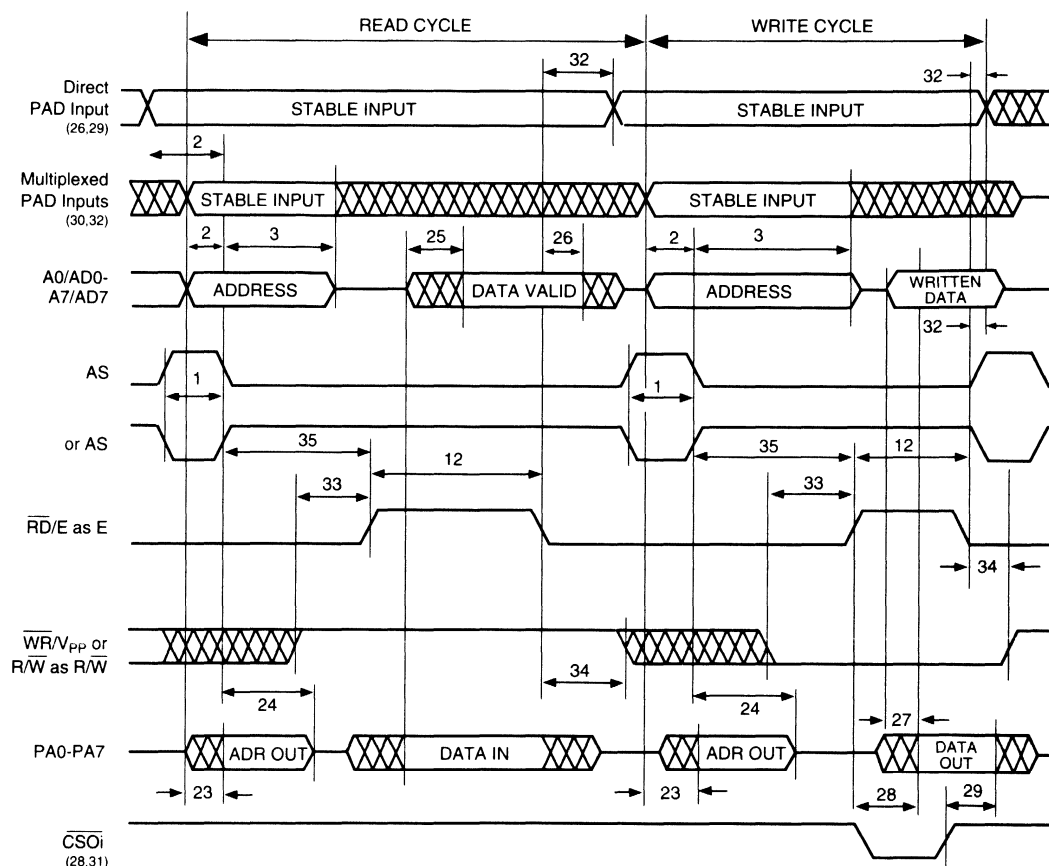 READ CYCLE WRITE CYCLE
32 32
Direct
PAD Input
(26,29)
STABLE INPUT STABLE INPUT
2
Multiplexed
PAD Inputs
(30,32)
STABLE INPUT STABLE INPUT
2 3 25 26 2 3
A0/AD0-
A7/AD7
ADDRESS DATA VALID ADDRESS WRITTEN
DATA
32
AS
1 1
or AS
35 12 35 12
33 33
R̅D̅/E as E
34
W̅R̅/VPP or
R/W̅ as R/W̅
34
24 24
27
PA0-PA7
ADR OUT DATA IN ADR OUT DATA
OUT
23 23 28 29
C̅S̅O̅i̅
(28,31)